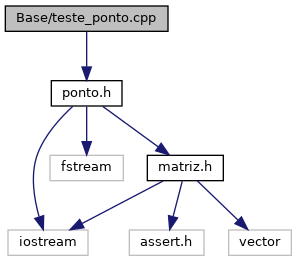 Base/teste_ponto.cpp
ponto.h
fstream
matriz.h
iostream
assert.h
vector